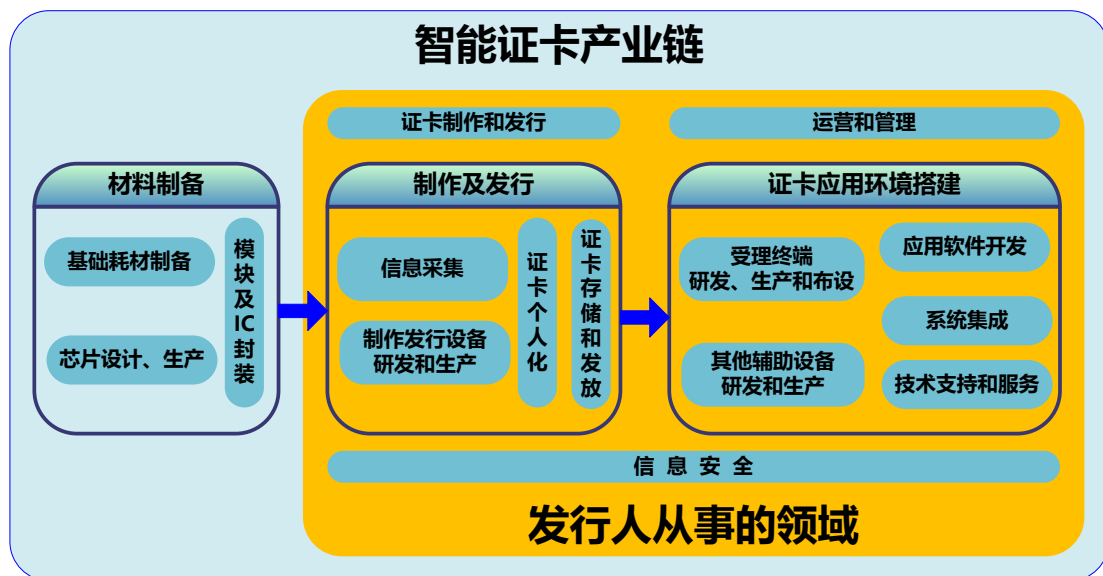 智能证卡产业链
证卡制作和发行
运营和管理
材料制备
基础耗材制备
芯片设计、生产
模块及IC封装
制作及发行
信息采集
制作发行设备
研发和生产
证卡个人化
证卡存储和发放
证卡应用环境搭建
受理终端
研发、生产和布设
其他辅助设备
研发和生产
应用软件开发
系统集成
技术支持和服务
信息安全
发行人从事的领域